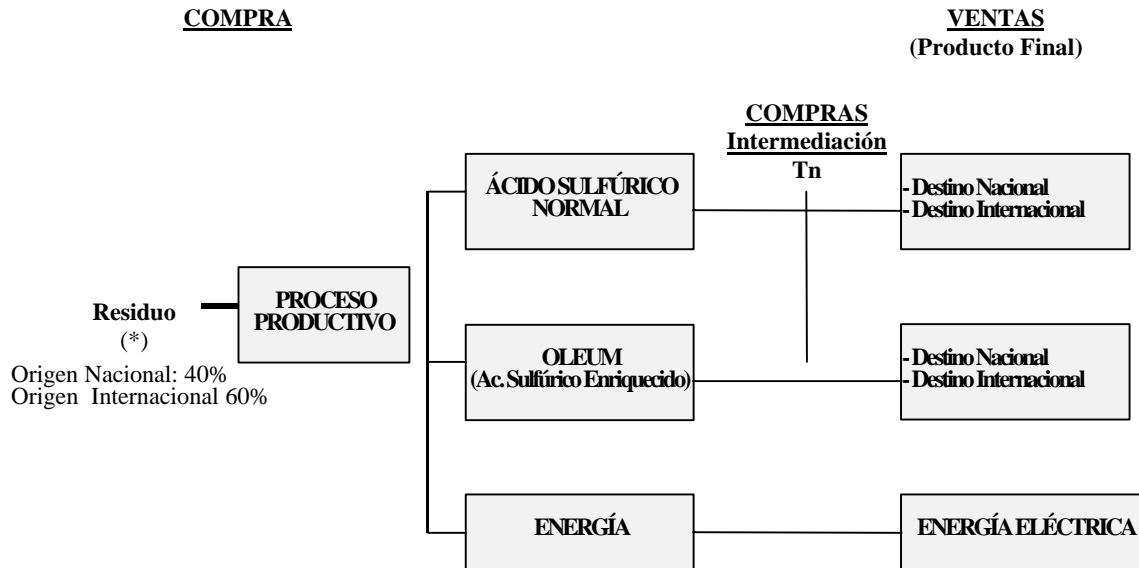 COMPRA
VENTAS
(Producto Final)
COMPRAS
Intermediación
Tn
ÁCIDO SULFÚRICO
NORMAL
- Destino Nacional
- Destino Internacional
Residuo
(*)
Origen Nacional: 40%
Origen Internacional 60%
PROCESO
PRODUCTIVO
OLEUM
(Ac. Sulfúrico Enriquecido)
- Destino Nacional
- Destino Internacional
ENERGÍA
ENERGÍA ELÉCTRICA